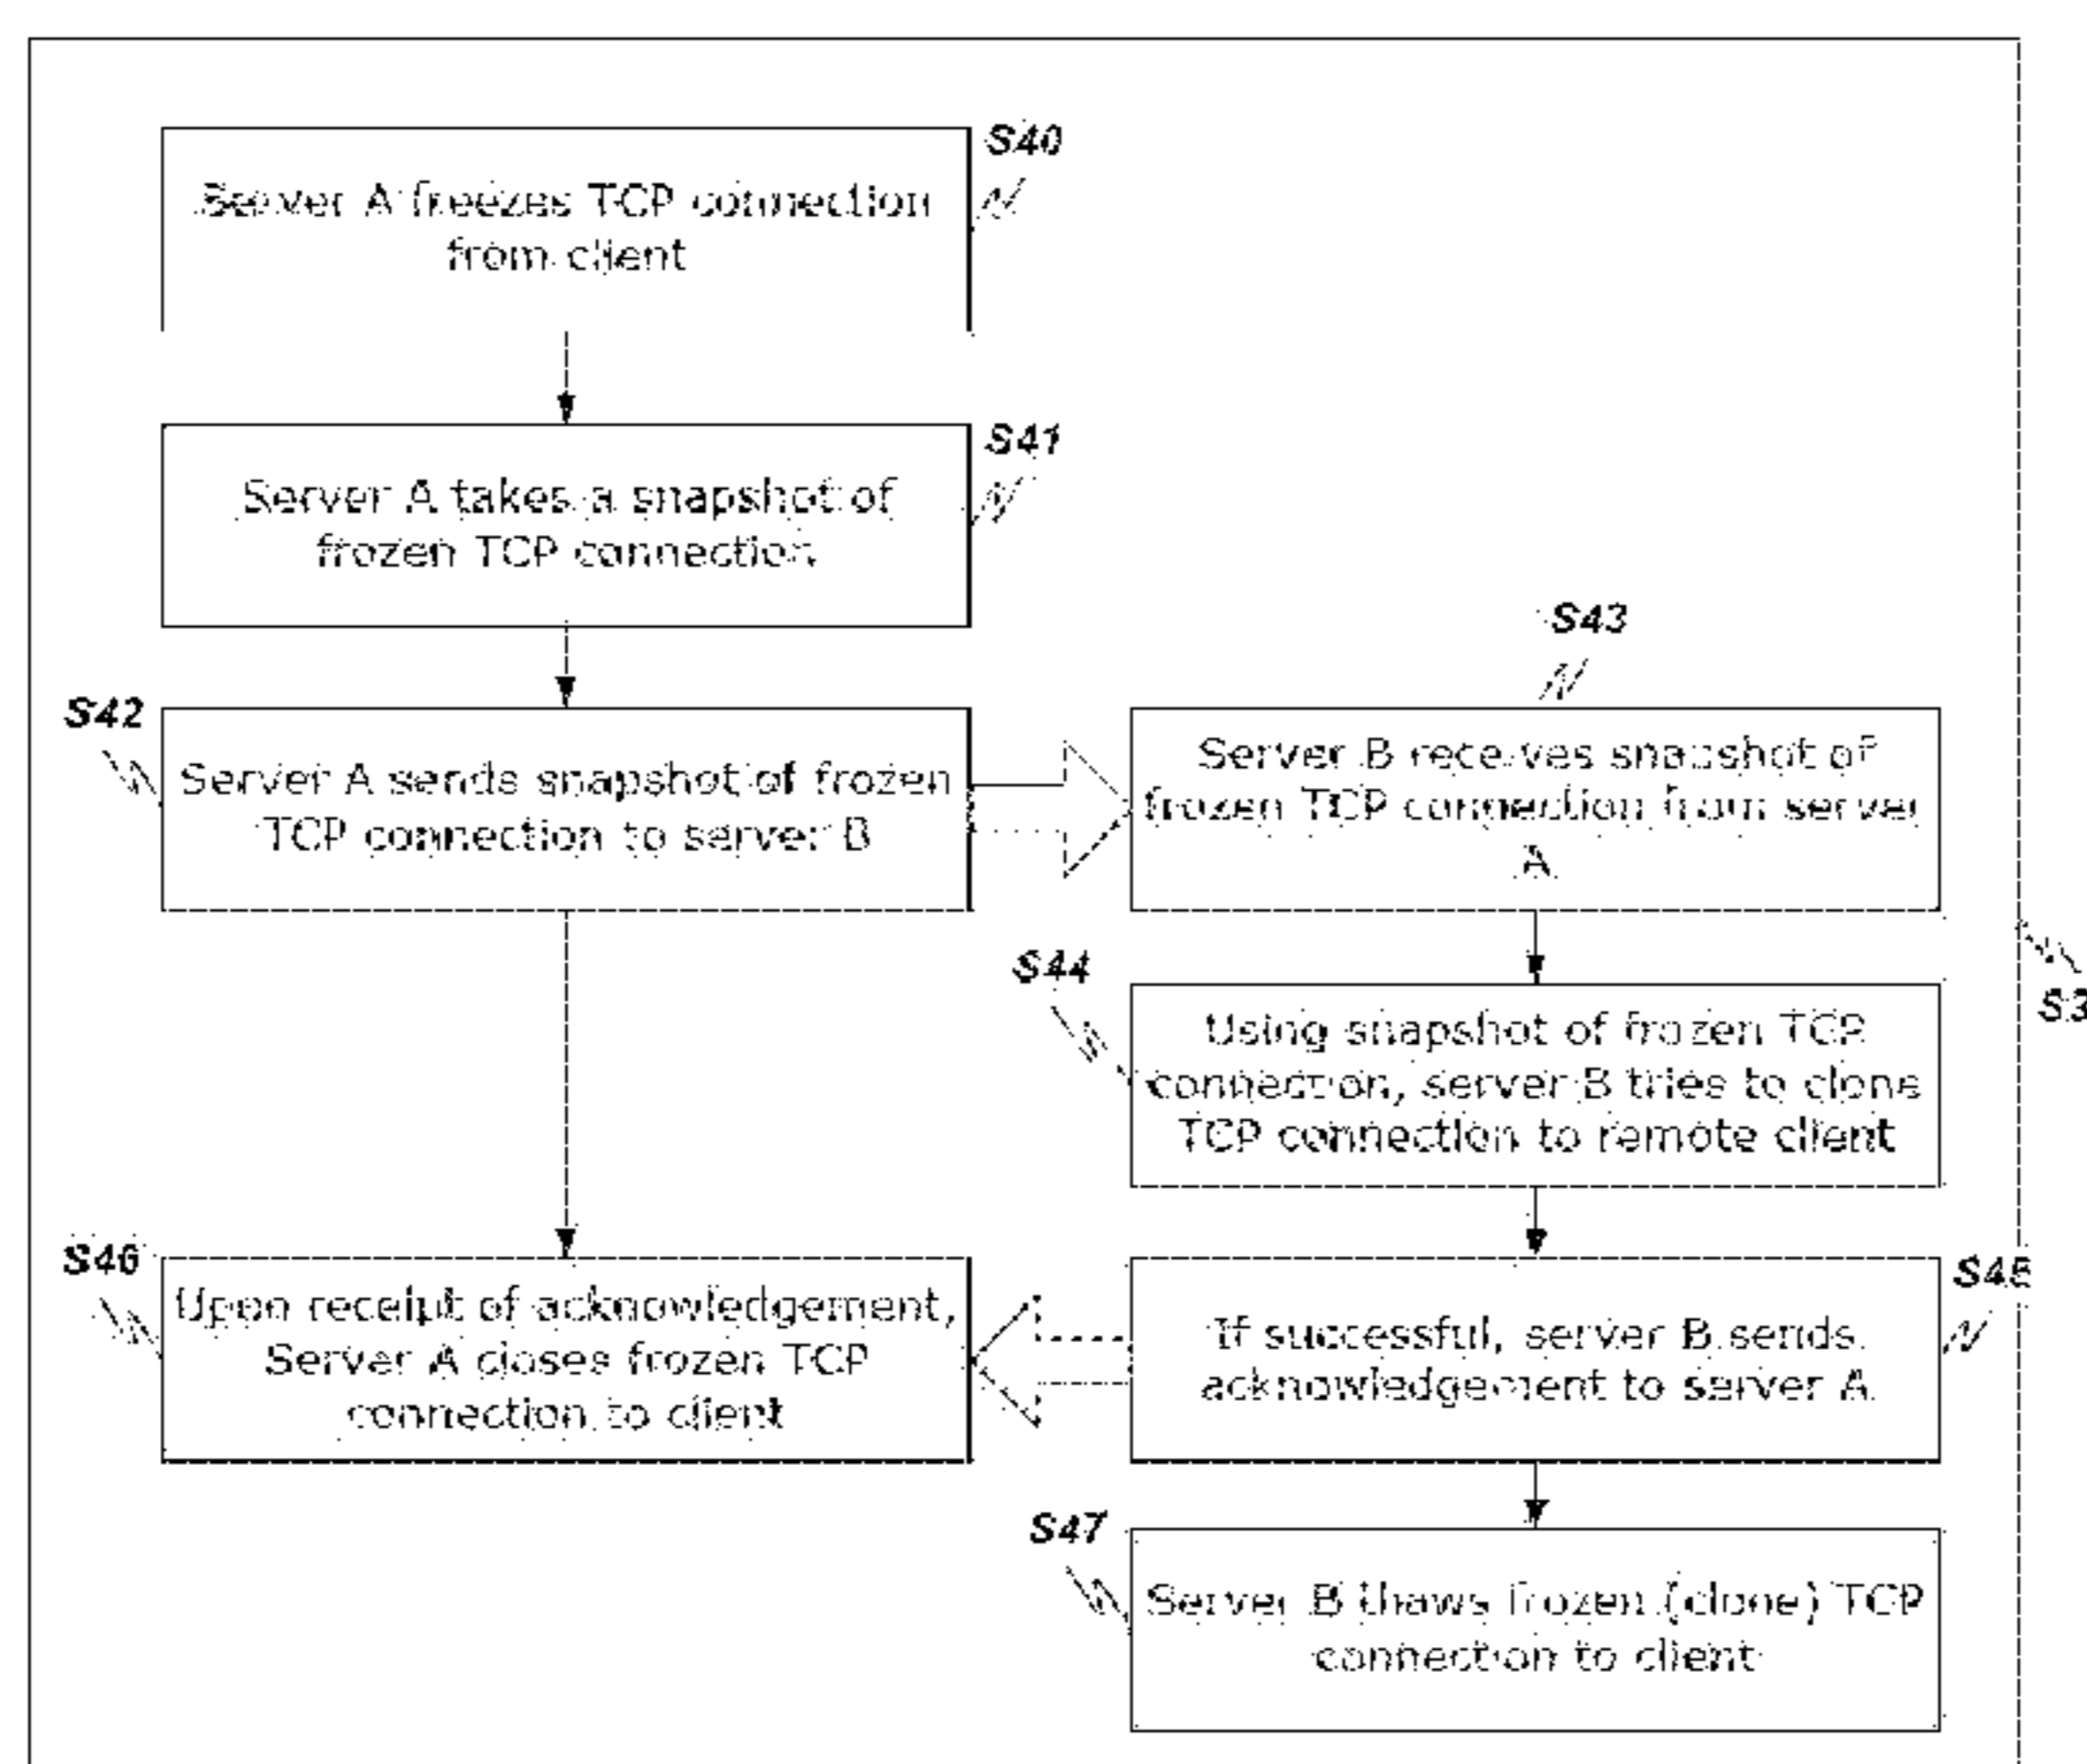 S40
Server A freezes TCP connection
from client
S41
Server A takes a snapshot of
frozen TCP connection
S42
Server A sends snapshot of frozen
TCP connection to server B
S43
Server B receives snapshot of
frozen TCP connection from server
A
S44
Using snapshot of frozen TCP
connection, server B tries to clone
TCP connection to remote client
S3
S46
Upon receipt of acknowledgement,
Server A closes frozen TCP
connection to client
S45
If successful, server B sends
acknowledgement to server A
S47
Server B thaws frozen (clone) TCP
connection to client